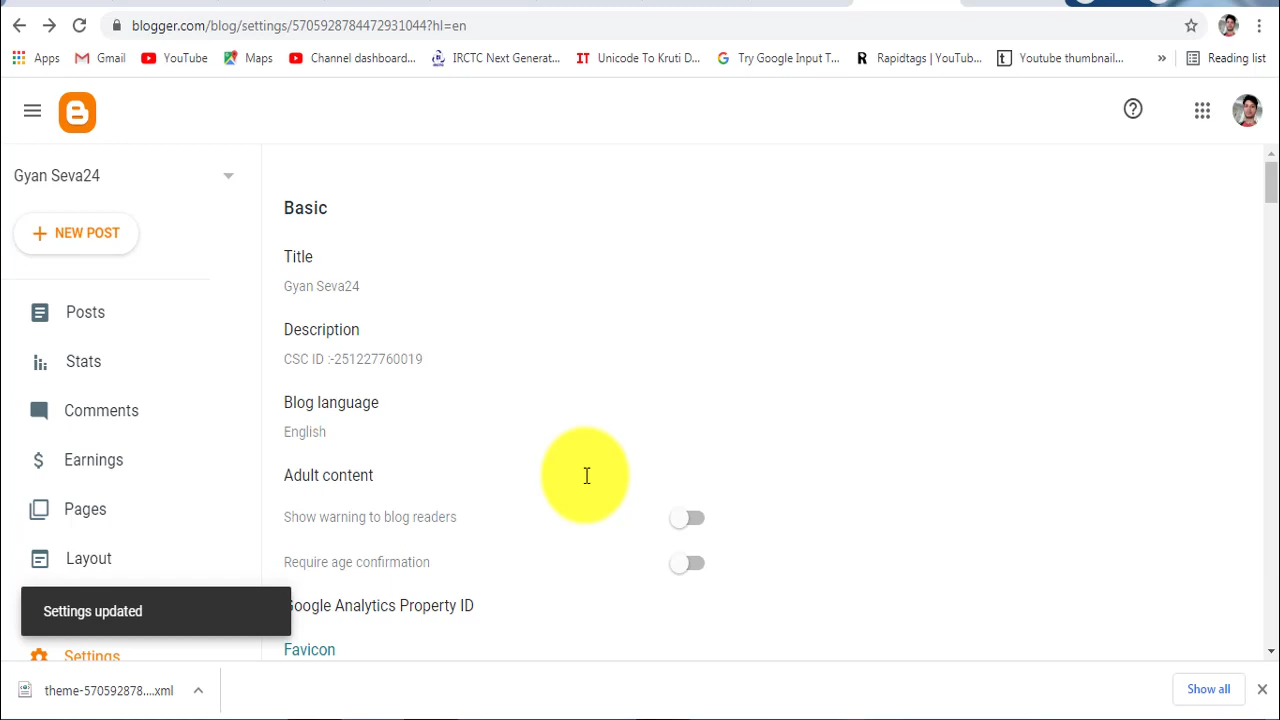 blogger.com/blog/settings/5705928784472931044?hl=en
Apps Gmail YouTube Maps Channel dashboard... IRCTC Next Generat... IT Unicode To Kruti D... Try Google Input T... R Rapidtags | YouTub... t Youtube thumbnail... » Reading list
Gyan Seva24
+ NEW POST
Posts
Stats
Comments
Earnings
Pages
Layout
Settings updated
Settings
Basic
Title
Gyan Seva24
Description
CSC ID :-251227760019
Blog language
English
Adult content
Show warning to blog readers
Require age confirmation
Google Analytics Property ID
Favicon
theme-570592878....xml
Show all